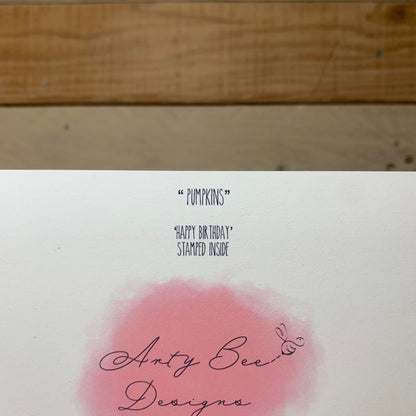 “PUMPKINS”
‘HAPPY BIRTHDAY’
STAMPED INSIDE
Arty Bee
Designs